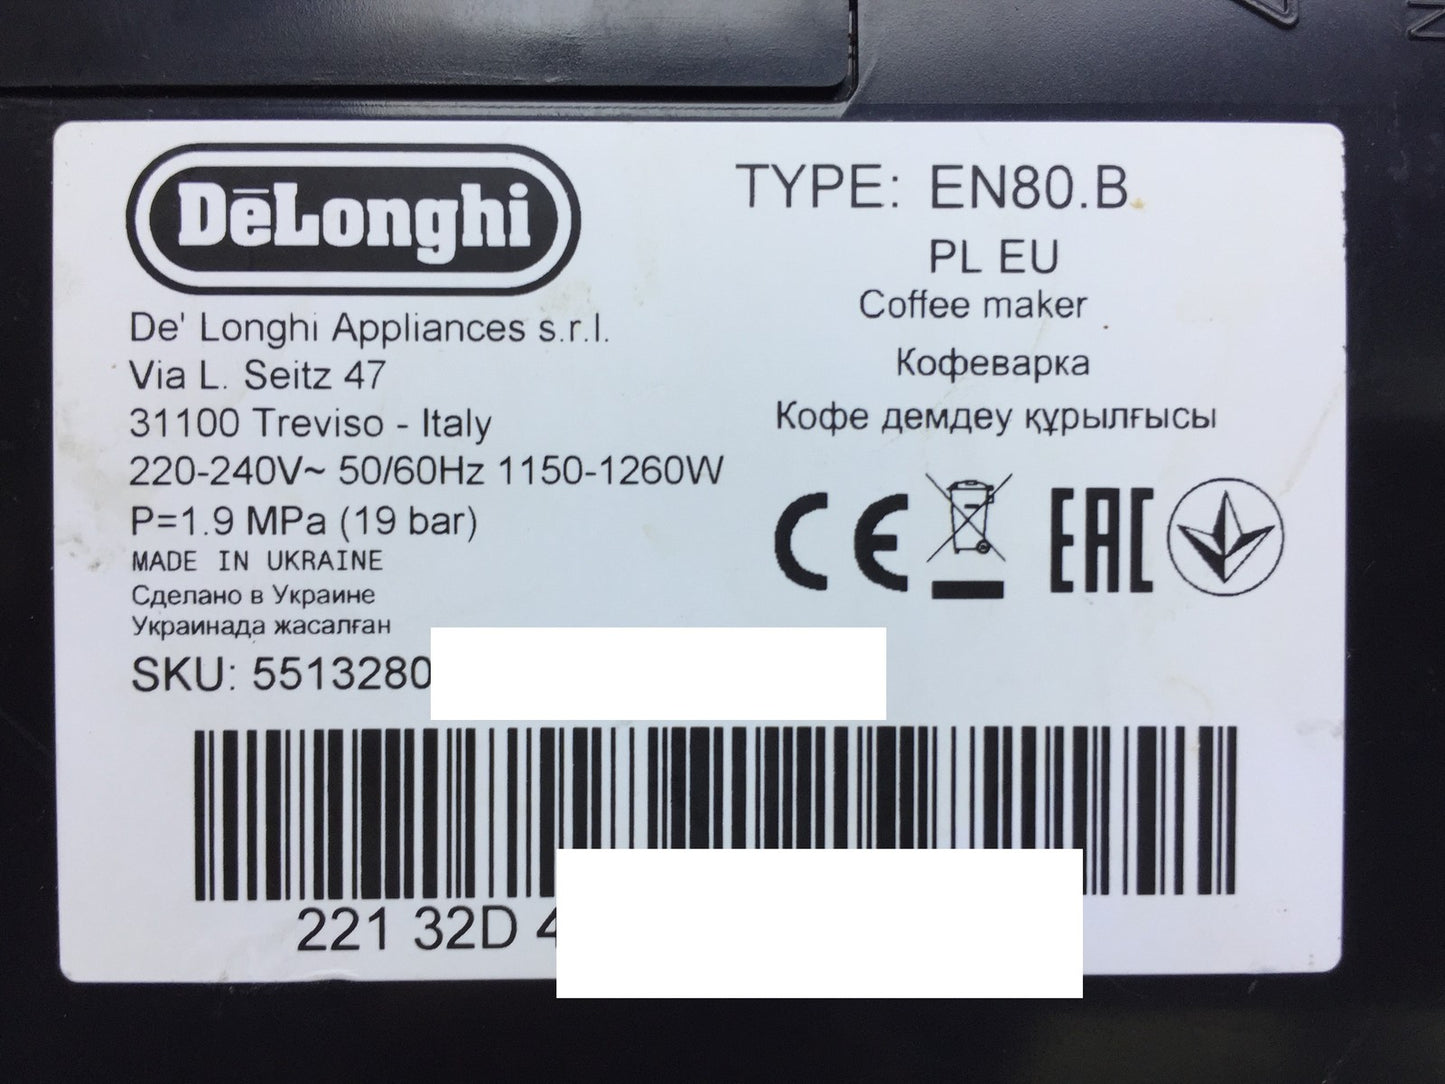 DēLonghi
De' Longhi Appliances s.r.l.
Via L. Seitz 47
31100 Treviso - Italy
220-240V~ 50/60Hz 1150-1260W
P=1.9 MPa (19 bar)
MADE IN UKRAINE
Сделано в Украине
Украинада жасалған
SKU: 5513280
TYPE: EN80.B
PL EU
Coffee maker
Кофеварка
Кофе демдеу құрылғысы
CE EAC
221 32D